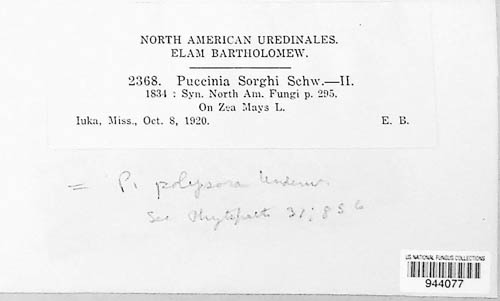 NORTH AMERICAN UREDINALES.
ELAM BARTHOLOMEW.
2368. Puccinia Sorghi Schw.—II.
1834 : Syn. North Am. Fungi p. 295.
On Zea Mays L.
Iuka, Miss., Oct. 8, 1920. E. B.
= P. polysora Underw.
See Phytopath 31; 856
US NATIONAL FUNGUS COLLECTIONS
944077